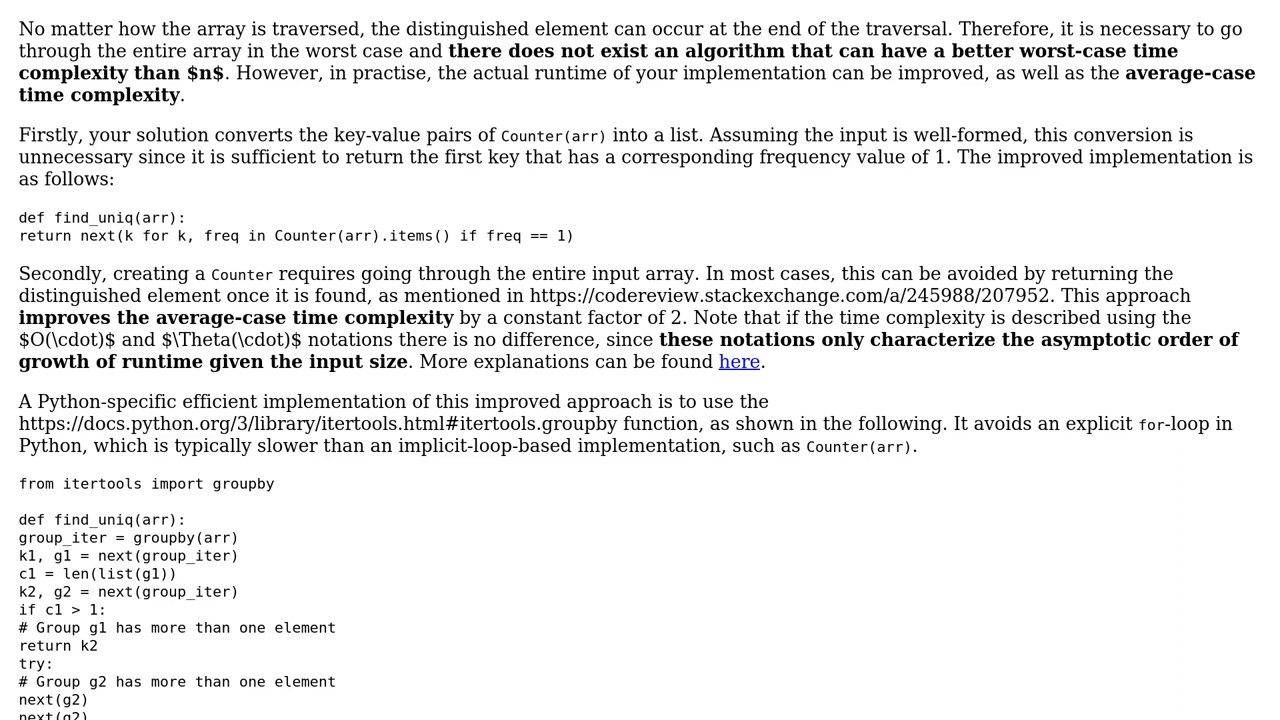 No matter how the array is traversed, the distinguished element can occur at the end of the traversal. Therefore, it is necessary to go
through the entire array in the worst case and there does not exist an algorithm that can have a better worst-case time
complexity than $n$. However, in practise, the actual runtime of your implementation can be improved, as well as the average-case
time complexity.
Firstly, your solution converts the key-value pairs of Counter(arr) into a list. Assuming the input is well-formed, this conversion is
unnecessary since it is sufficient to return the first key that has a corresponding frequency value of 1. The improved implementation is
as follows:
def find_uniq(arr):
return next(k for k, freq in Counter(arr).items() if freq == 1)
Secondly, creating a Counter requires going through the entire input array. In most cases, this can be avoided by returning the
distinguished element once it is found, as mentioned in https://codereview.stackexchange.com/a/245988/207952. This approach
improves the average-case time complexity by a constant factor of 2. Note that if the time complexity is described using the
$O(\cdot)$ and $\Theta(\cdot)$ notations there is no difference, since these notations only characterize the asymptotic order of
growth of runtime given the input size. More explanations can be found here.
A Python-specific efficient implementation of this improved approach is to use the
https://docs.python.org/3/library/itertools.html#itertools.groupby function, as shown in the following. It avoids an explicit for-loop in
Python, which is typically slower than an implicit-loop-based implementation, such as Counter(arr).
from itertools import groupby
def find_uniq(arr):
group_iter = groupby(arr)
k1, g1 = next(group_iter)
c1 = len(list(g1))
k2, g2 = next(group_iter)
if c1 > 1:
# Group g1 has more than one element
return k2
try:
# Group g2 has more than one element
next(g2)
next(g2)